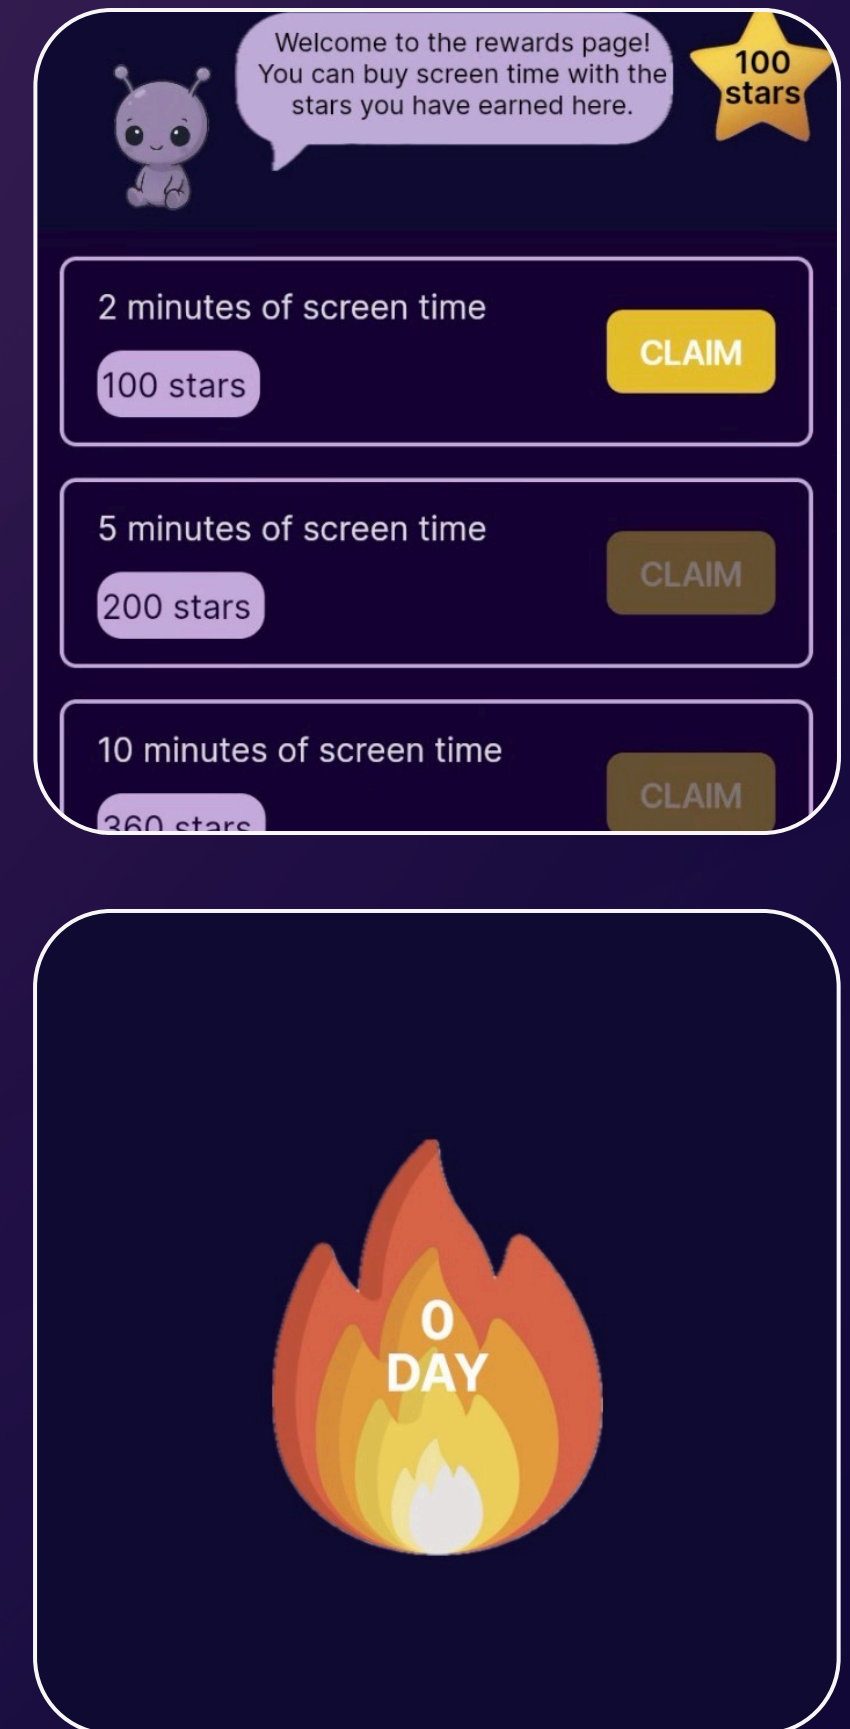 Welcome to the rewards page!
You can buy screen time with the
stars you have earned here.
100
stars
2 minutes of screen time
100 stars
CLAIM
5 minutes of screen time
200 stars
CLAIM
10 minutes of screen time
360 stars
CLAIM
0
DAY